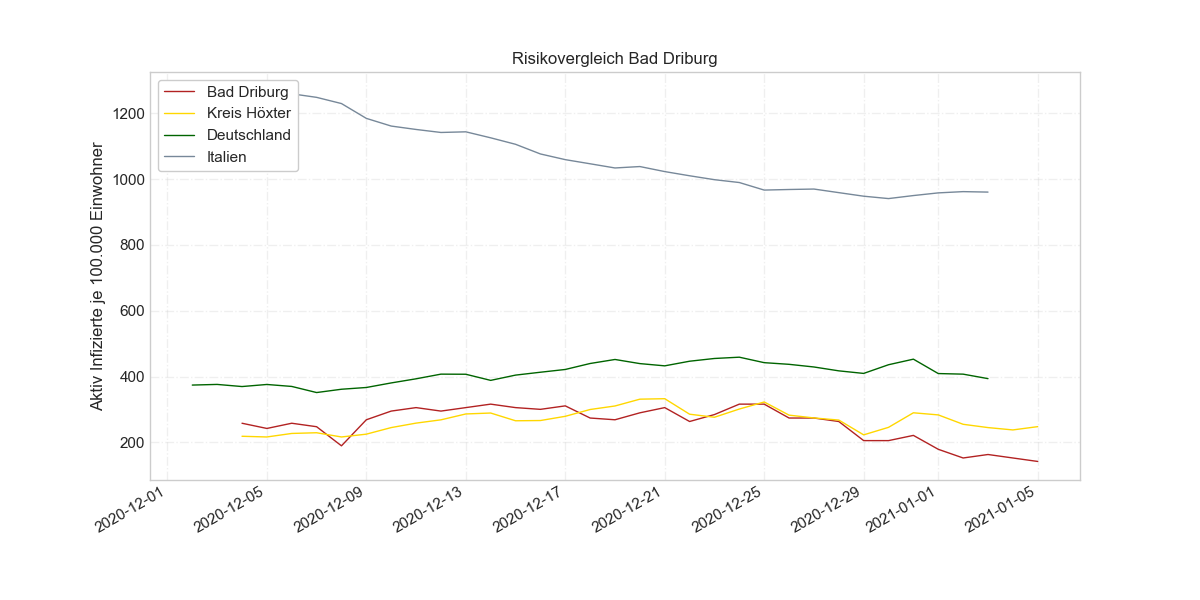 Risikovergleich Bad Driburg
Bad Driburg
Kreis Höxter
Deutschland
Italien
Aktiv Infizierte je 100.000 Einwohner
1200
1000
800
600
400
200
2020-12-01
2020-12-05
2020-12-09
2020-12-13
2020-12-17
2020-12-21
2020-12-25
2020-12-29
2021-01-01
2021-01-05